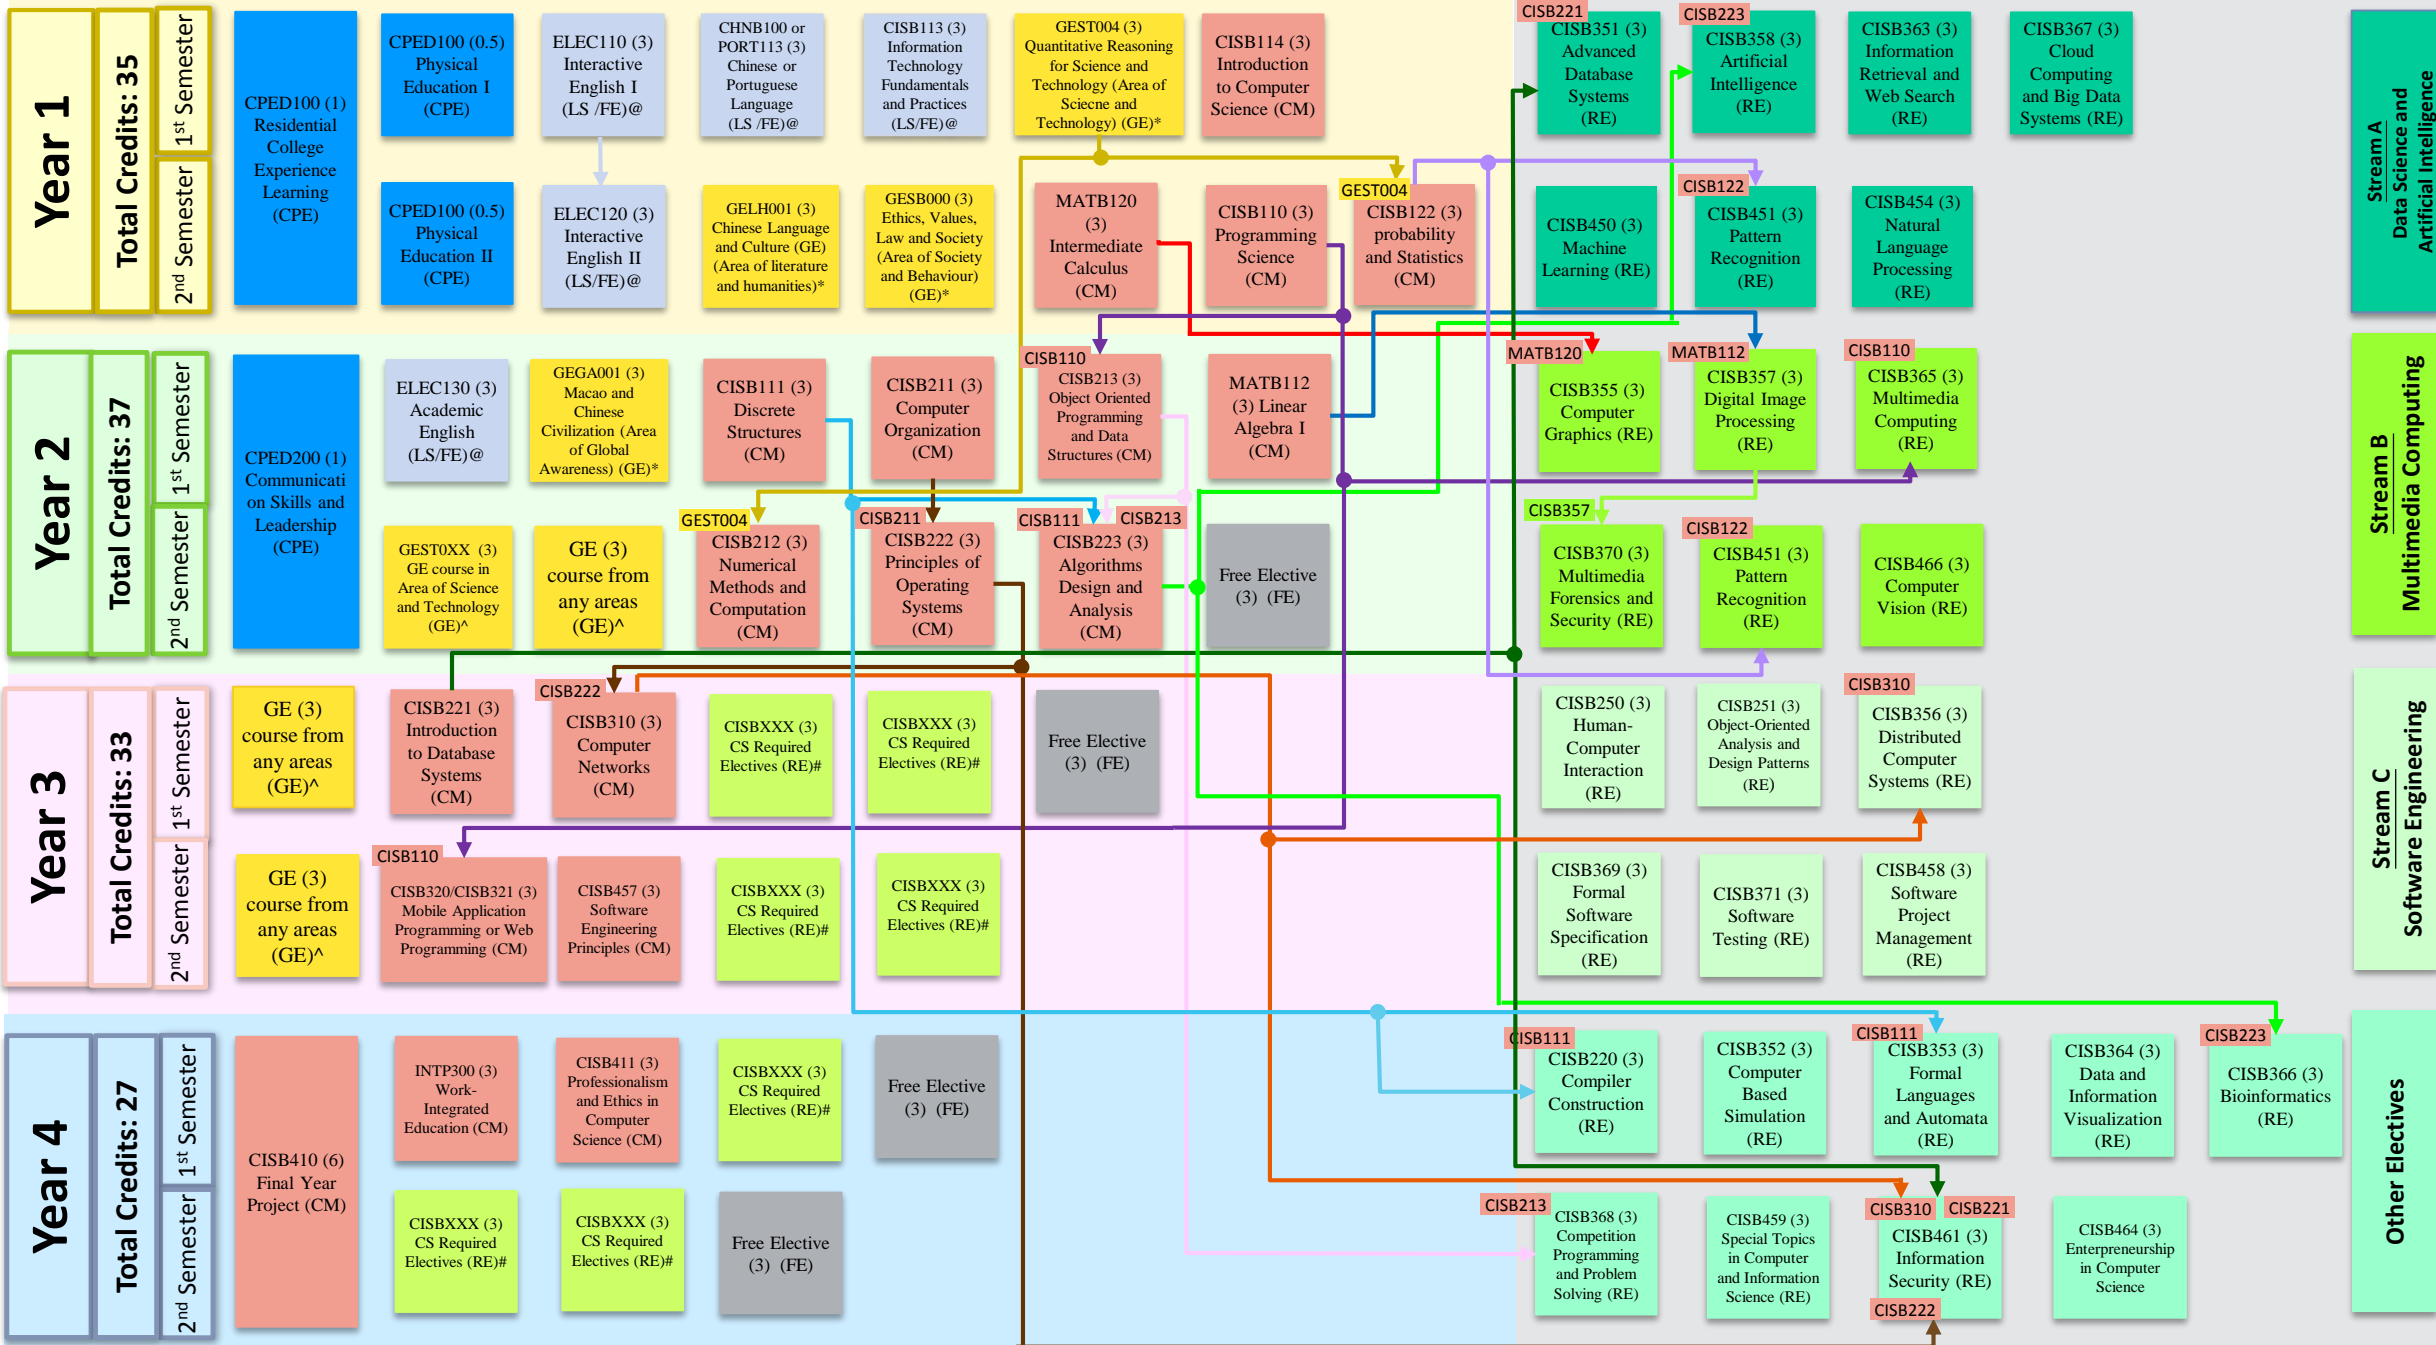 Year 1
Total Credits: 35
1st Semester
2nd Semester
CPED100 (1)
Residential
College
Experience
Learning
(CPE)
CPED100 (0.5)
Physical
Education I
(CPE)
ELEC110 (3)
Interactive
English I
(LS /FE)@
CHNB100 or
PORT113 (3)
Chinese or
Portuguese
Language
(LS /FE)@
CISB113 (3)
Information
Technology
Fundamentals
and Practices
(LS/FE)@
GEST004 (3)
Quantitative Reasoning
for Science and
Technology (Area of
Sciecne and
Technology) (GE)*
CISB114 (3)
Introduction
to Computer
Science (CM)
CPED100 (0.5)
Physical
Education II
(CPE)
ELEC120 (3)
Interactive
English II
(LS/FE)@
GELH001 (3)
Chinese Language
and Culture (GE)
(Area of literature
and humanities)*
GESB000 (3)
Ethics, Values,
Law and Society
(Area of Society
and Behaviour)
(GE)*
MATB120
(3)
Intermediate
Calculus
(CM)
CISB110 (3)
Programming
Science
(CM)
GEST004
CISB122 (3)
probability
and Statistics
(CM)
CISB221
CISB351 (3)
Advanced
Database
Systems
(RE)
CISB223
CISB358 (3)
Artificial
Intelligence
(RE)
CISB363 (3)
Information
Retrieval and
Web Search
(RE)
CISB367 (3)
Cloud
Computing
and Big Data
Systems (RE)
CISB450 (3)
Machine
Learning (RE)
CISB122
CISB451 (3)
Pattern
Recognition
(RE)
CISB454 (3)
Natural
Language
Processing
(RE)
Stream A
Data Science and
Artificial Intelligence
Year 2
Total Credits: 37
1st Semester
2nd Semester
CPED200 (1)
Communicati
on Skills and
Leadership
(CPE)
ELEC130 (3)
Academic
English
(LS/FE)@
GEGA001 (3)
Macao and
Chinese
Civilization (Area
of Global
Awareness) (GE)*
CISB111 (3)
Discrete
Structures
(CM)
CISB211 (3)
Computer
Organization
(CM)
CISB110
CISB213 (3)
Object Oriented
Programming
and Data
Structures (CM)
MATB112
(3) Linear
Algebra I
(CM)
GEST0XX (3)
GE course in
Area of Science
and Technology
(GE)^
GE (3)
course from
any areas
(GE)^
GEST004
CISB212 (3)
Numerical
Methods and
Computation
(CM)
CISB211
CISB222 (3)
Principles of
Operating
Systems
(CM)
CISB111
CISB213
CISB223 (3)
Algorithms
Design and
Analysis
(CM)
Free Elective
(3) (FE)
MATB120
CISB355 (3)
Computer
Graphics (RE)
MATB112
CISB357 (3)
Digital Image
Processing
(RE)
CISB110
CISB365 (3)
Multimedia
Computing
(RE)
CISB357
CISB370 (3)
Multimedia
Forensics and
Security (RE)
CISB122
CISB451 (3)
Pattern
Recognition
(RE)
CISB466 (3)
Computer
Vision (RE)
Stream B
Multimedia Computing
Year 3
Total Credits: 33
1st Semester
2nd Semester
GE (3)
course from
any areas
(GE)^
CISB221 (3)
Introduction
to Database
Systems
(CM)
CISB222
CISB310 (3)
Computer
Networks
(CM)
CISBXXX (3)
CS Required
Electives (RE)#
CISBXXX (3)
CS Required
Electives (RE)#
Free Elective
(3) (FE)
GE (3)
course from
any areas
(GE)^
CISB110
CISB320/CISB321 (3)
Mobile Application
Programming or Web
Programming (CM)
CISB457 (3)
Software
Engineering
Principles (CM)
CISBXXX (3)
CS Required
Electives (RE)#
CISBXXX (3)
CS Required
Electives (RE)#
CISB250 (3)
Human-
Computer
Interaction
(RE)
CISB251 (3)
Object-Oriented
Analysis and
Design Patterns
(RE)
CISB310
CISB356 (3)
Distributed
Computer
Systems (RE)
CISB369 (3)
Formal
Software
Specification
(RE)
CISB371 (3)
Software
Testing (RE)
CISB458 (3)
Software
Project
Management
(RE)
Stream C
Software Engineering
Year 4
Total Credits: 27
1st Semester
2nd Semester
CISB410 (6)
Final Year
Project (CM)
INTP300 (3)
Work-
Integrated
Education (CM)
CISB411 (3)
Professionalism
and Ethics in
Computer
Science (CM)
CISBXXX (3)
CS Required
Electives (RE)#
Free Elective
(3) (FE)
CISBXXX (3)
CS Required
Electives (RE)#
CISBXXX (3)
CS Required
Electives (RE)#
Free Elective
(3) (FE)
CISB111
CISB220 (3)
Compiler
Construction
(RE)
CISB352 (3)
Computer
Based
Simulation
(RE)
CISB111
CISB353 (3)
Formal
Languages
and Automata
(RE)
CISB364 (3)
Data and
Information
Visualization
(RE)
CISB223
CISB366 (3)
Bioinformatics
(RE)
CISB213
CISB368 (3)
Competition
Programming
and Problem
Solving (RE)
CISB459 (3)
Special Topics
in Computer
and Information
Science (RE)
CISB310
CISB221
CISB461 (3)
Information
Security (RE)
CISB222
CISB464 (3)
Enterpreneurship
in Computer
Science
Other Electives